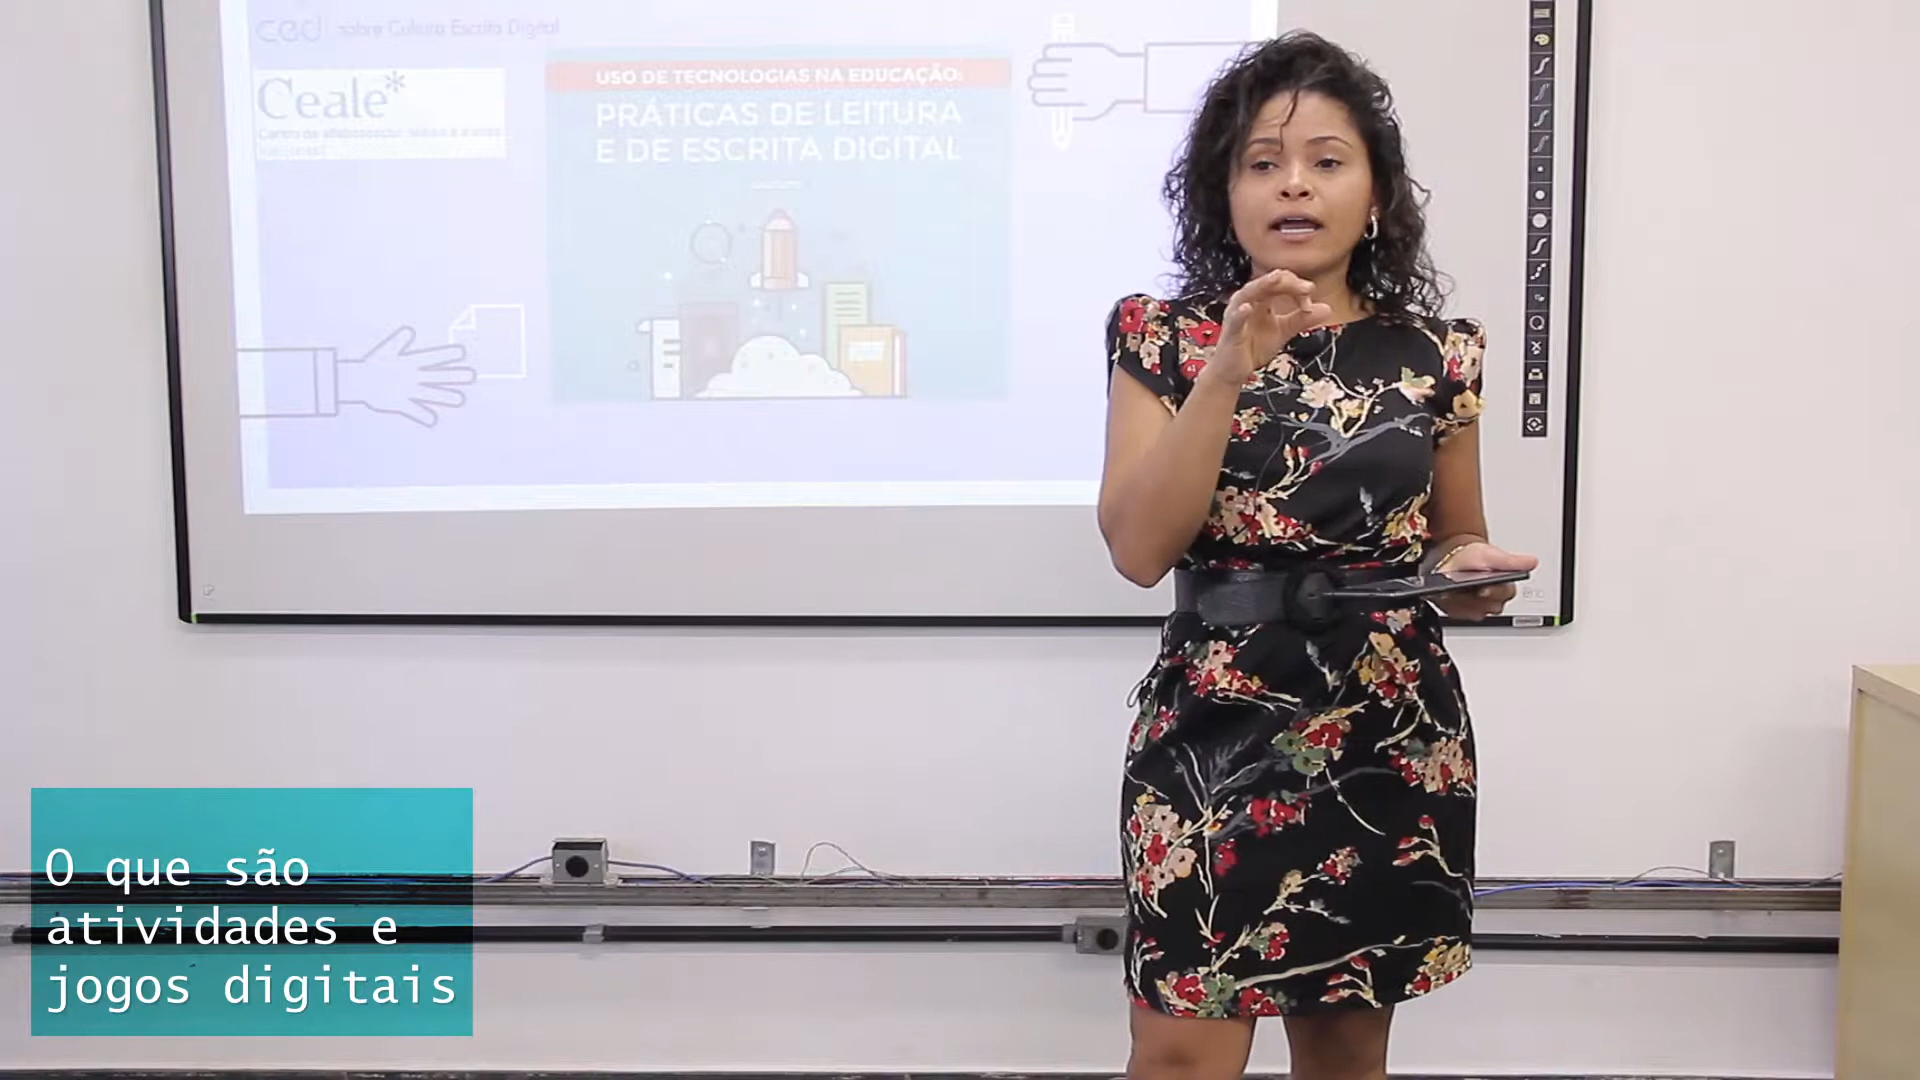 ced sobre Cultura Escrita Digital
Ceale*
USO DE TECNOLOGIAS NA EDUCAÇÃO:
PRÁTICAS DE LEITURA
E DE ESCRITA DIGITAL
O que são
atividades e
jogos digitais